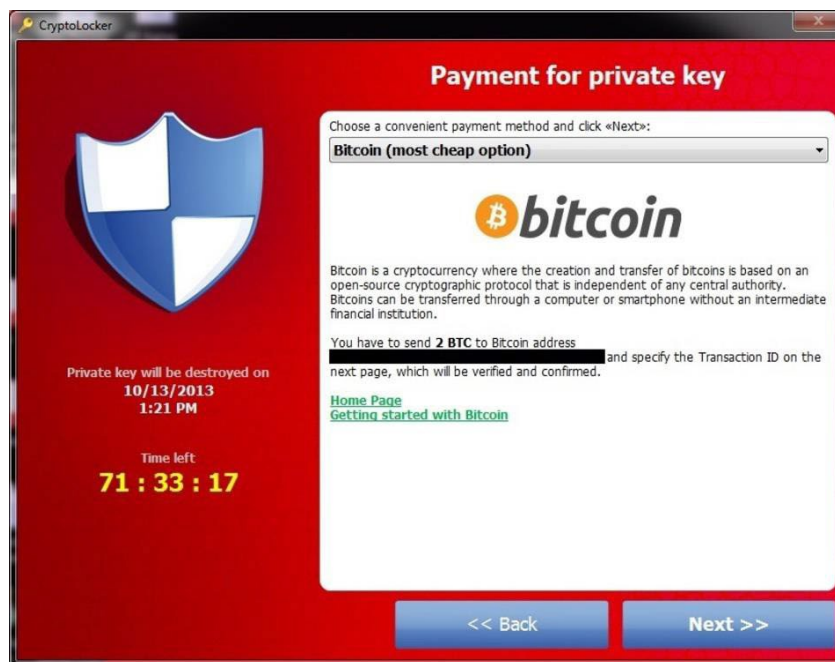 CryptoLocker
Payment for private key
Choose a convenient payment method and click «Next»:
Bitcoin (most cheap option)
bitcoin
Bitcoin is a cryptocurrency where the creation and transfer of bitcoins is based on an
open-source cryptographic protocol that is independent of any central authority.
Bitcoins can be transferred through a computer or smartphone without an intermediate
financial institution.
You have to send 2 BTC to Bitcoin address
and specify the Transaction ID on the
next page, which will be verified and confirmed.
Home Page
Getting started with Bitcoin
Private key will be destroyed on
10/13/2013
1:21 PM
Time left
71 : 33 : 17
<< Back
Next >>